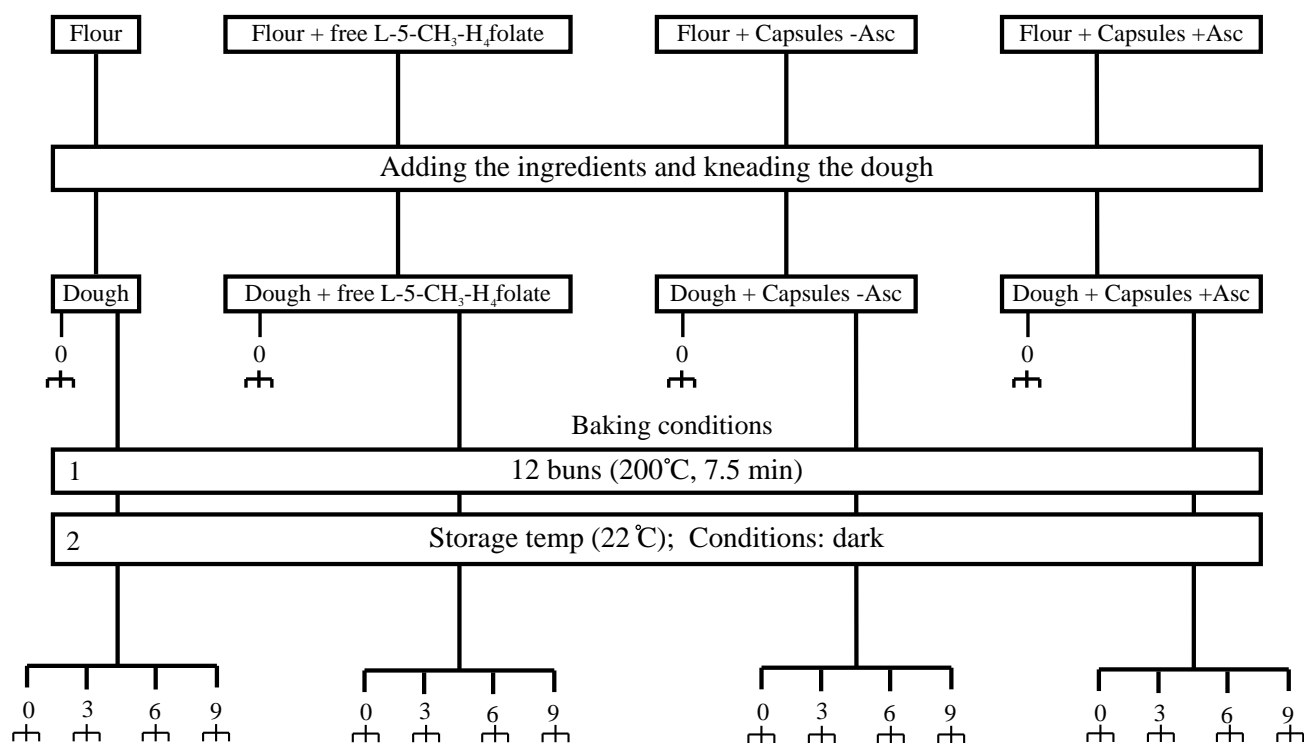 Flour
Flour + free L-5-CH₃-H₄folate
Flour + Capsules -Asc
Flour + Capsules +Asc
Adding the ingredients and kneading the dough
Dough
Dough + free L-5-CH₃-H₄folate
Dough + Capsules -Asc
Dough + Capsules +Asc
0
0
0
0
Baking conditions
1 12 buns (200°C, 7.5 min)
2 Storage temp (22°C); Conditions: dark
0 3 6 9
0 3 6 9
0 3 6 9
0 3 6 9